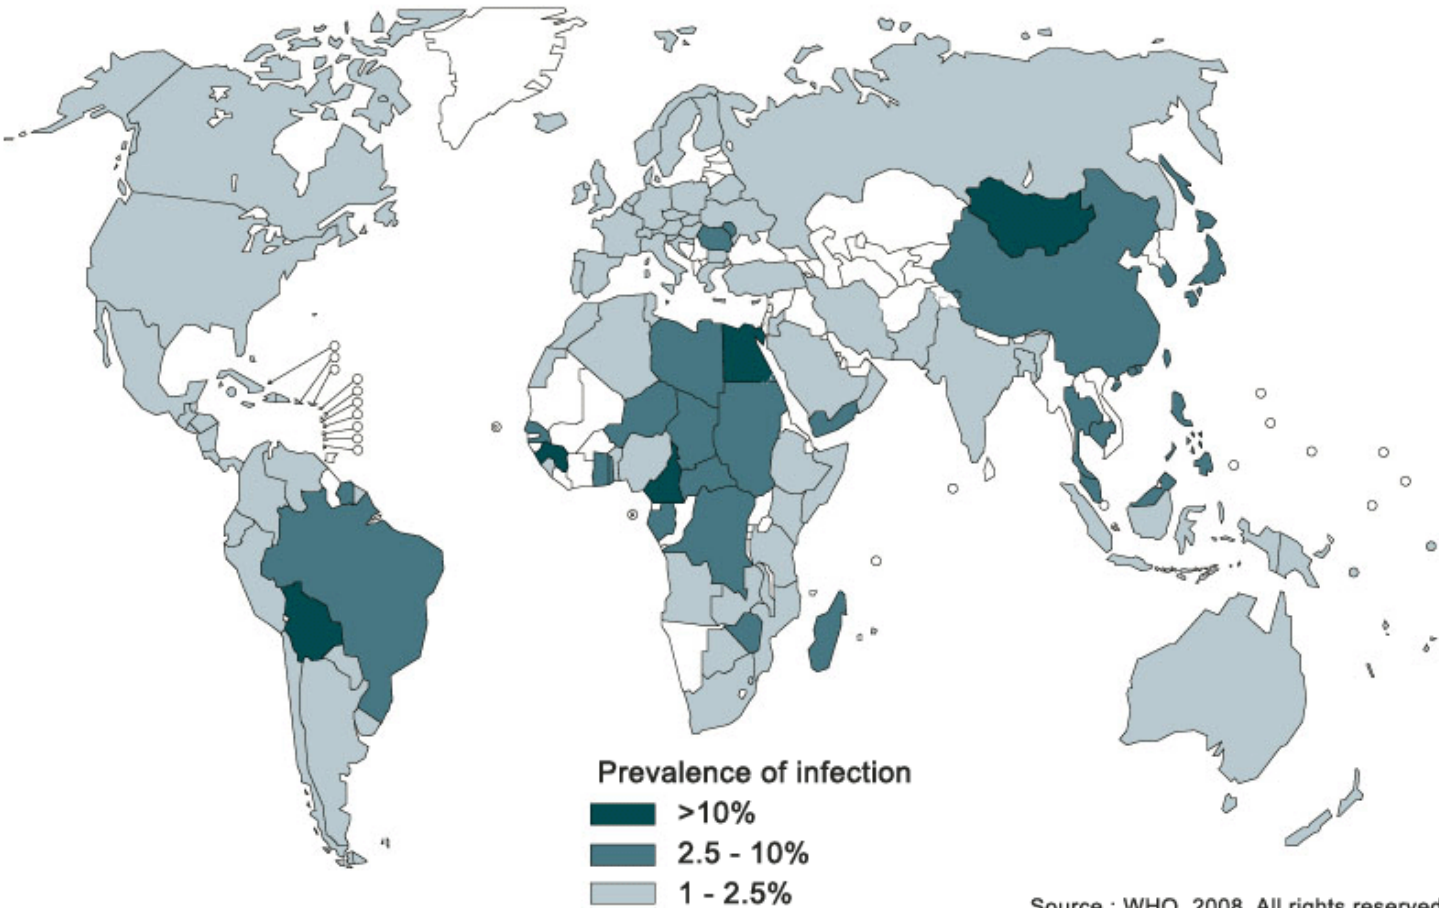 Prevalence of infection
>10%
2.5 - 10%
1 - 2.5%
Source : WHO, 2008. All rights reserved